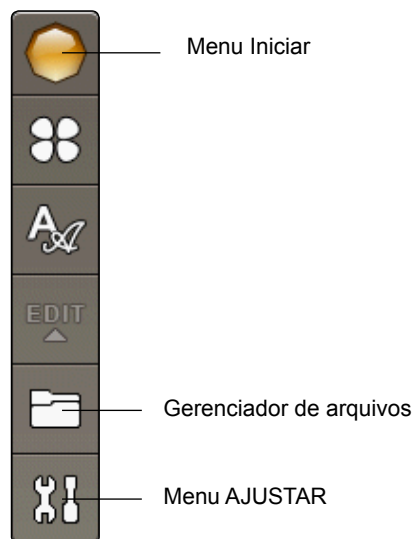 Menu Iniciar
A A
EDIT
Gerenciador de arquivos
Menu AJUSTAR